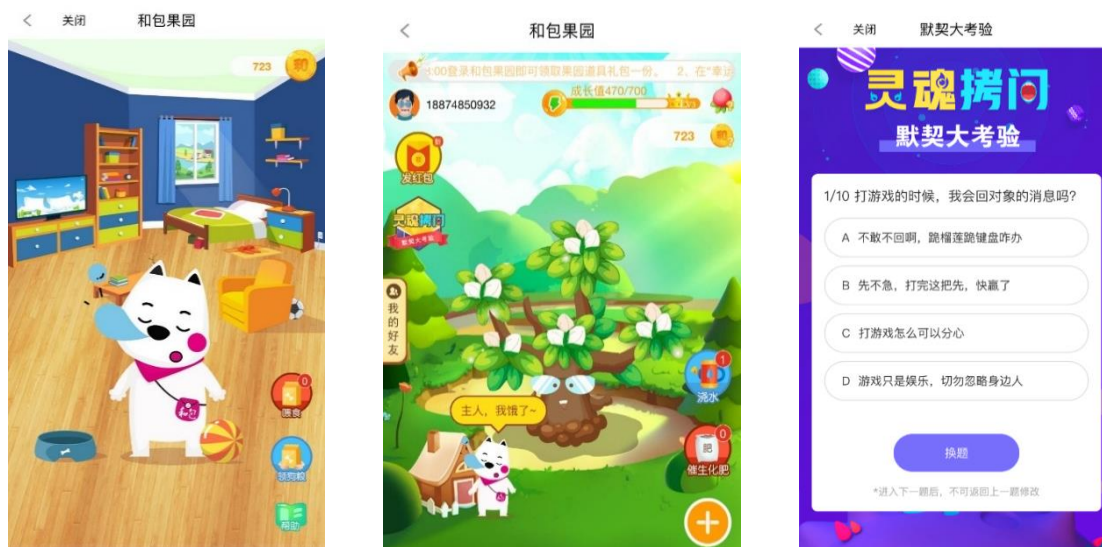 关闭 和包果园
723
和
和包
0
喂食
领狗粮
帮助
和包果园
:00登录和包果园即可领取果园道具礼包一份。 2、在“幸运
成长值470/700
18874850932
723
发红包
灵魂拷问
默契大考验
我的好友
1
浇水
主人，我饿了~
0
肥
催生化肥
关闭 默契大考验
灵魂拷问
默契大考验
1/10 打游戏的时候，我会回对象的消息吗?
A 不敢不回啊，跪榴莲跪键盘咋办
B 先不急，打完这把先，快赢了
C 打游戏怎么可以分心
D 游戏只是娱乐，切勿忽略身边人
换题
*进入下一题后，不可返回上一题修改